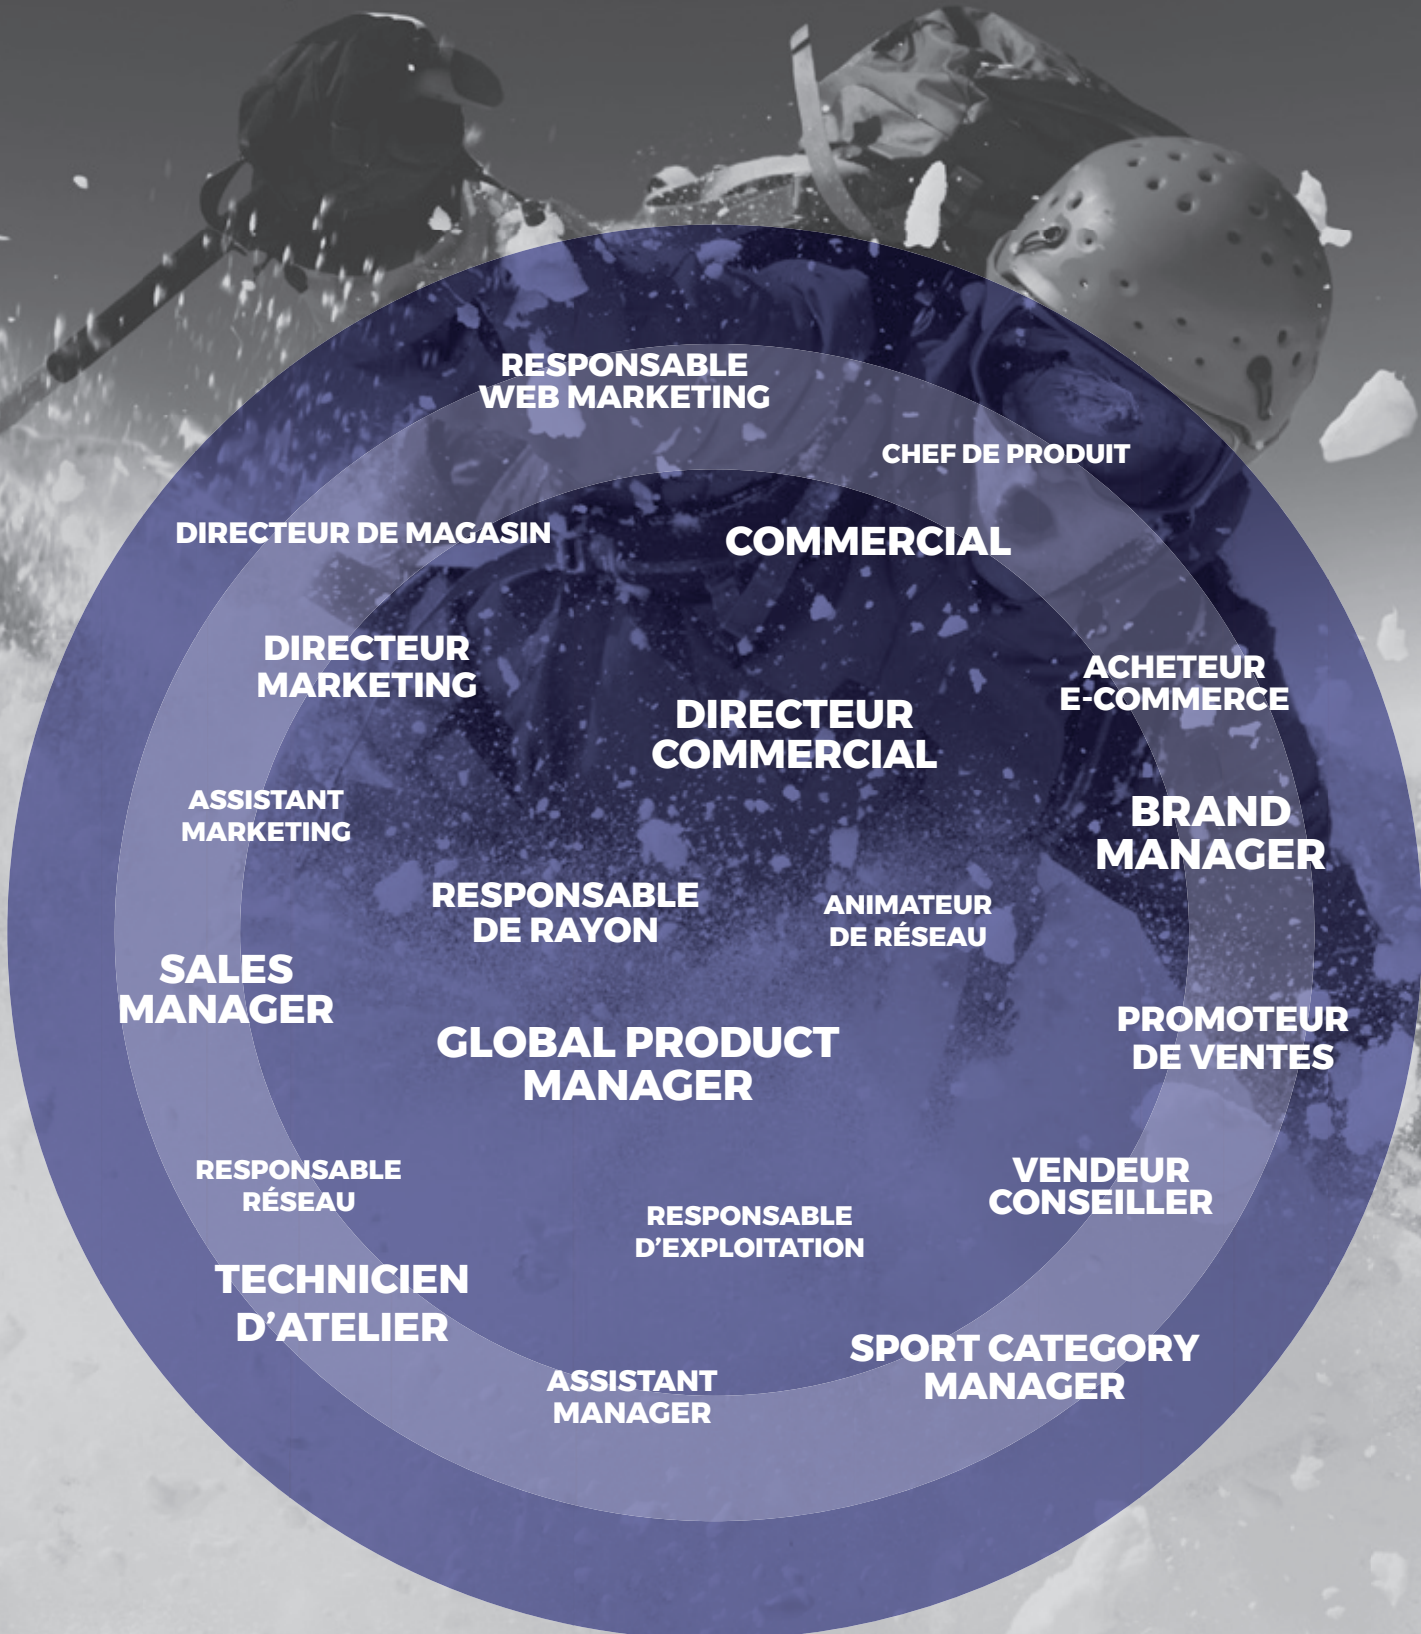 RESPONSABLE
WEB MARKETING
CHEF DE PRODUIT
DIRECTEUR DE MAGASIN
COMMERCIAL
DIRECTEUR
MARKETING
ACHETEUR
E-COMMERCE
DIRECTEUR
COMMERCIAL
ASSISTANT
MARKETING
BRAND
MANAGER
RESPONSABLE
DE RAYON
ANIMATEUR
DE RÉSEAU
SALES
MANAGER
PROMOTEUR
DE VENTES
GLOBAL PRODUCT
MANAGER
RESPONSABLE
RÉSEAU
VENDEUR
CONSEILLER
RESPONSABLE
D’EXPLOITATION
TECHNICIEN
D’ATELIER
SPORT CATEGORY
MANAGER
ASSISTANT
MANAGER